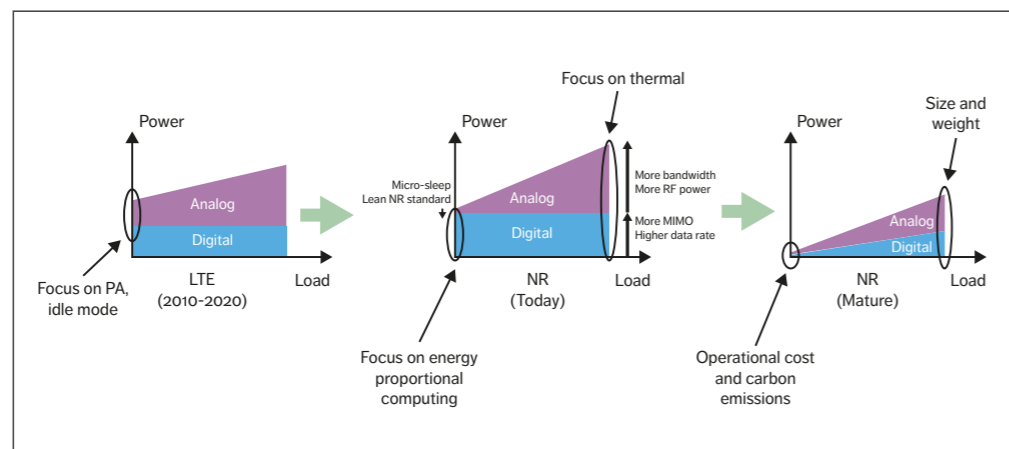 Power
Analog
Digital
LTE
(2010-2020)
Load
Focus on PA,
idle mode
Focus on thermal
Power
Micro-sleep
Lean NR standard
Analog
Digital
More bandwidth
More RF power
More MIMO
Higher data rate
NR
(Today)
Load
Focus on energy
proportional
computing
Size and
weight
Power
Analog
Digital
NR
(Mature)
Load
Operational cost
and carbon
emissions